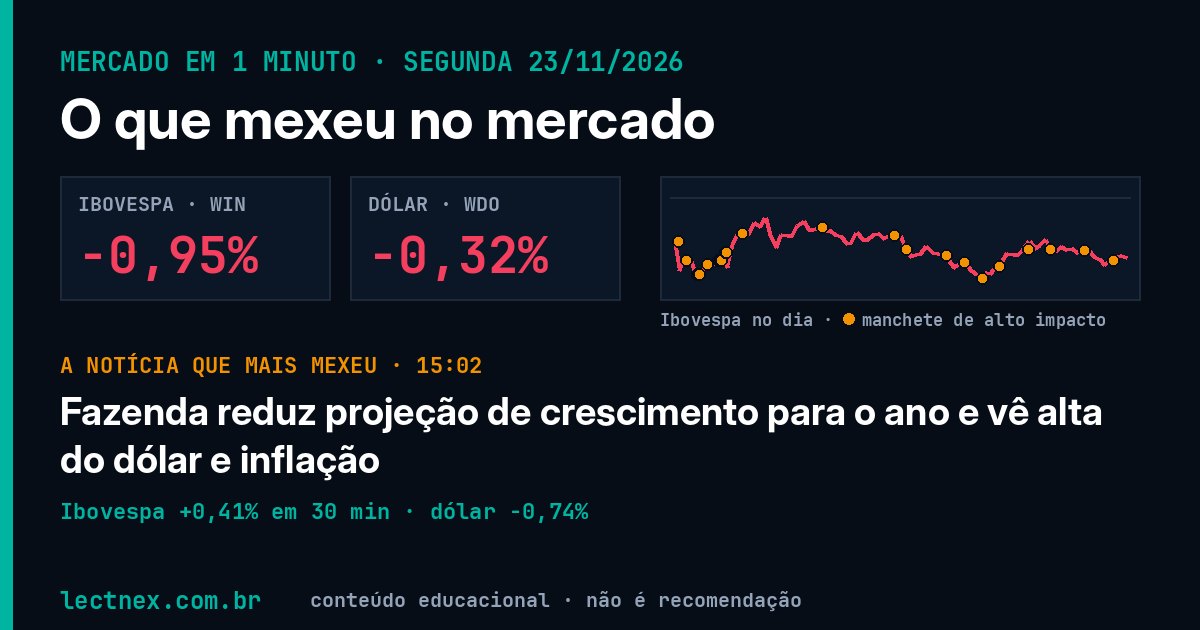 MERCADO EM 1 MINUTO · SEGUNDA 23/11/2026
O que mexeu no mercado
IBOVESPA · WIN
-0,95%
DÓLAR · WDO
-0,32%
Ibovespa no dia · manchete de alto impacto
A NOTÍCIA QUE MAIS MEXEU · 15:02
Fazenda reduz projeção de crescimento para o ano e vê alta
do dólar e inflação
Ibovespa +0,41% em 30 min · dólar -0,74%
lectnex.com.br
conteúdo educacional · não é recomendação